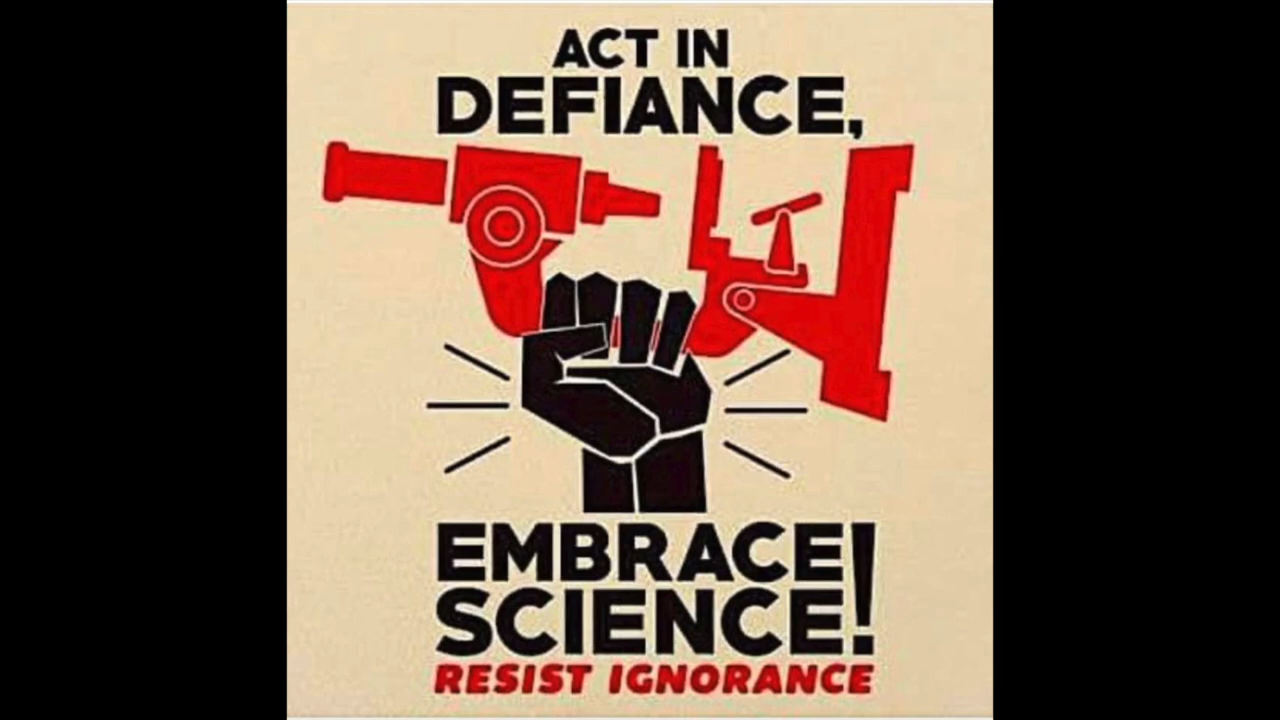 ACT IN
DEFIANCE,
EMBRACE
SCIENCE!
RESIST IGNORANCE